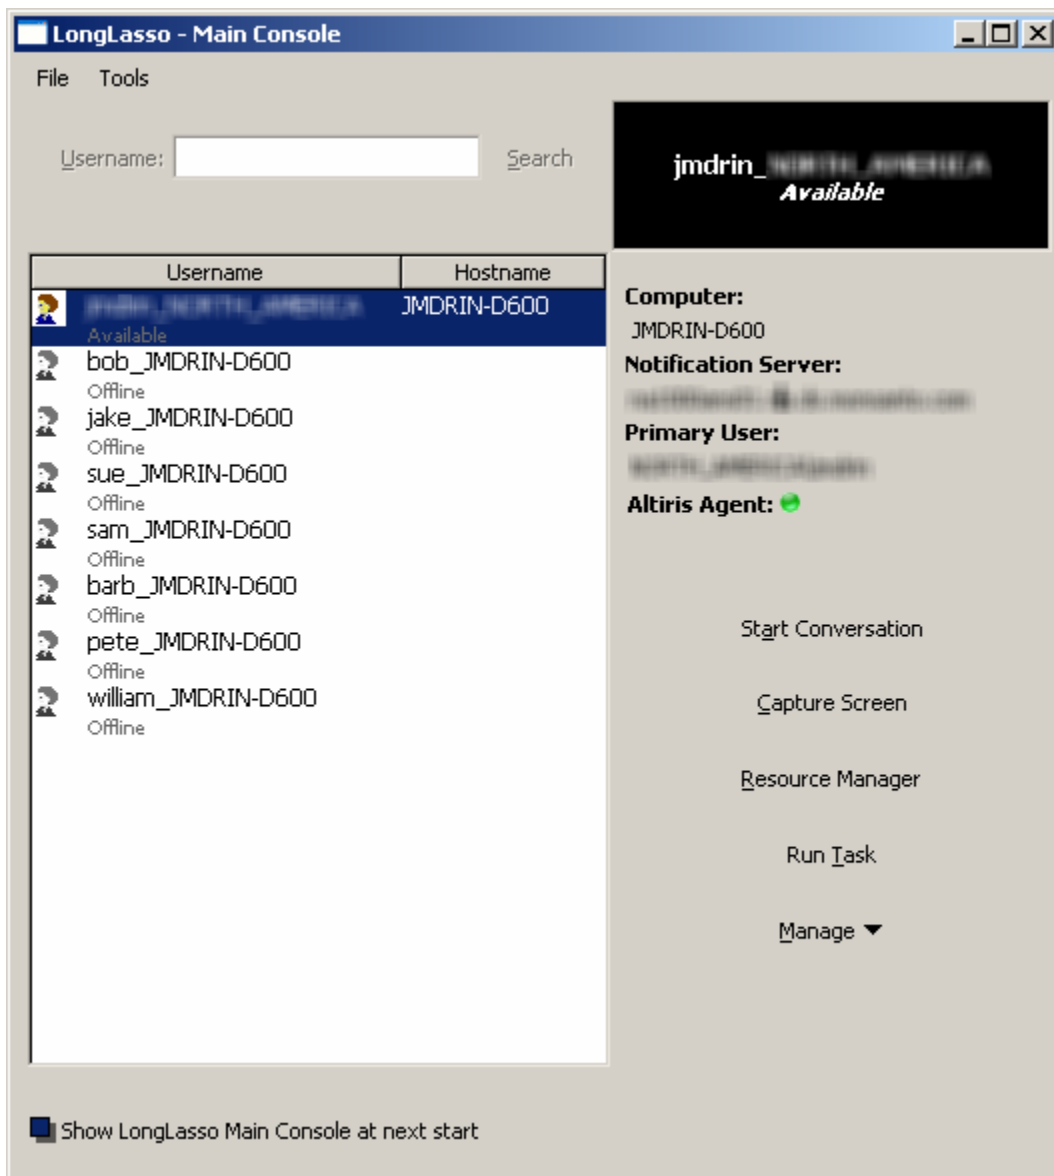 LongLasso - Main Console
File Tools
Username: Search
jmdrin_
Available
Username Hostname
JMDRIN-D600
Available
bob_JMDRIN-D600
Offline
jake_JMDRIN-D600
Offline
sue_JMDRIN-D600
Offline
sam_JMDRIN-D600
Offline
barb_JMDRIN-D600
Offline
pete_JMDRIN-D600
Offline
william_JMDRIN-D600
Offline
Computer:
JMDRIN-D600
Notification Server:
Primary User:
Altiris Agent:
Start Conversation
Capture Screen
Resource Manager
Run Task
Manage
Show LongLasso Main Console at next start